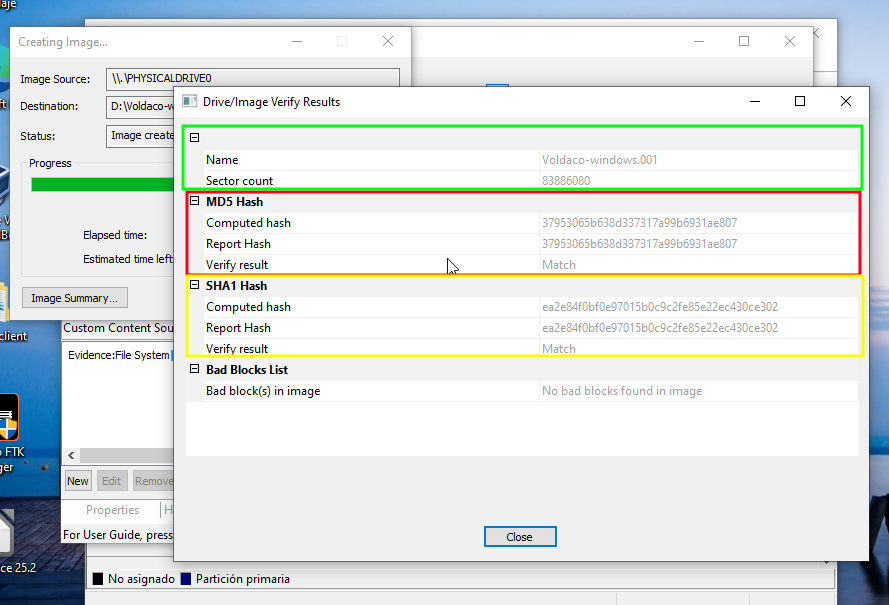 aje
Creating Image...
Image Source:
\\.\PHYSICALDRIVE0
Destination:
D:\Voldaco-w
Status:
Image create
Progress
Elapsed time:
Estimated time left
Image Summary...
Drive/Image Verify Results
Name
Voldaco-windows.001
Sector count
83886080
MD5 Hash
Computed hash
37953065b638d337317a99b6931ae807
Report Hash
37953065b638d337317a99b6931ae807
Verify result
Match
SHA1 Hash
Computed hash
ea2e84f0bf0e97015b0c9c2fe85e22ec430ce302
Report Hash
ea2e84f0bf0e97015b0c9c2fe85e22ec430ce302
Verify result
Match
Bad Blocks List
Bad block(s) in image
No bad blocks found in image
Close
Custom Content Sou
Evidence:File System|
New
Edit
Remove
Properties
H
For User Guide, press
No asignado
Partición primaria
client
FTK
ger
ce 25.2